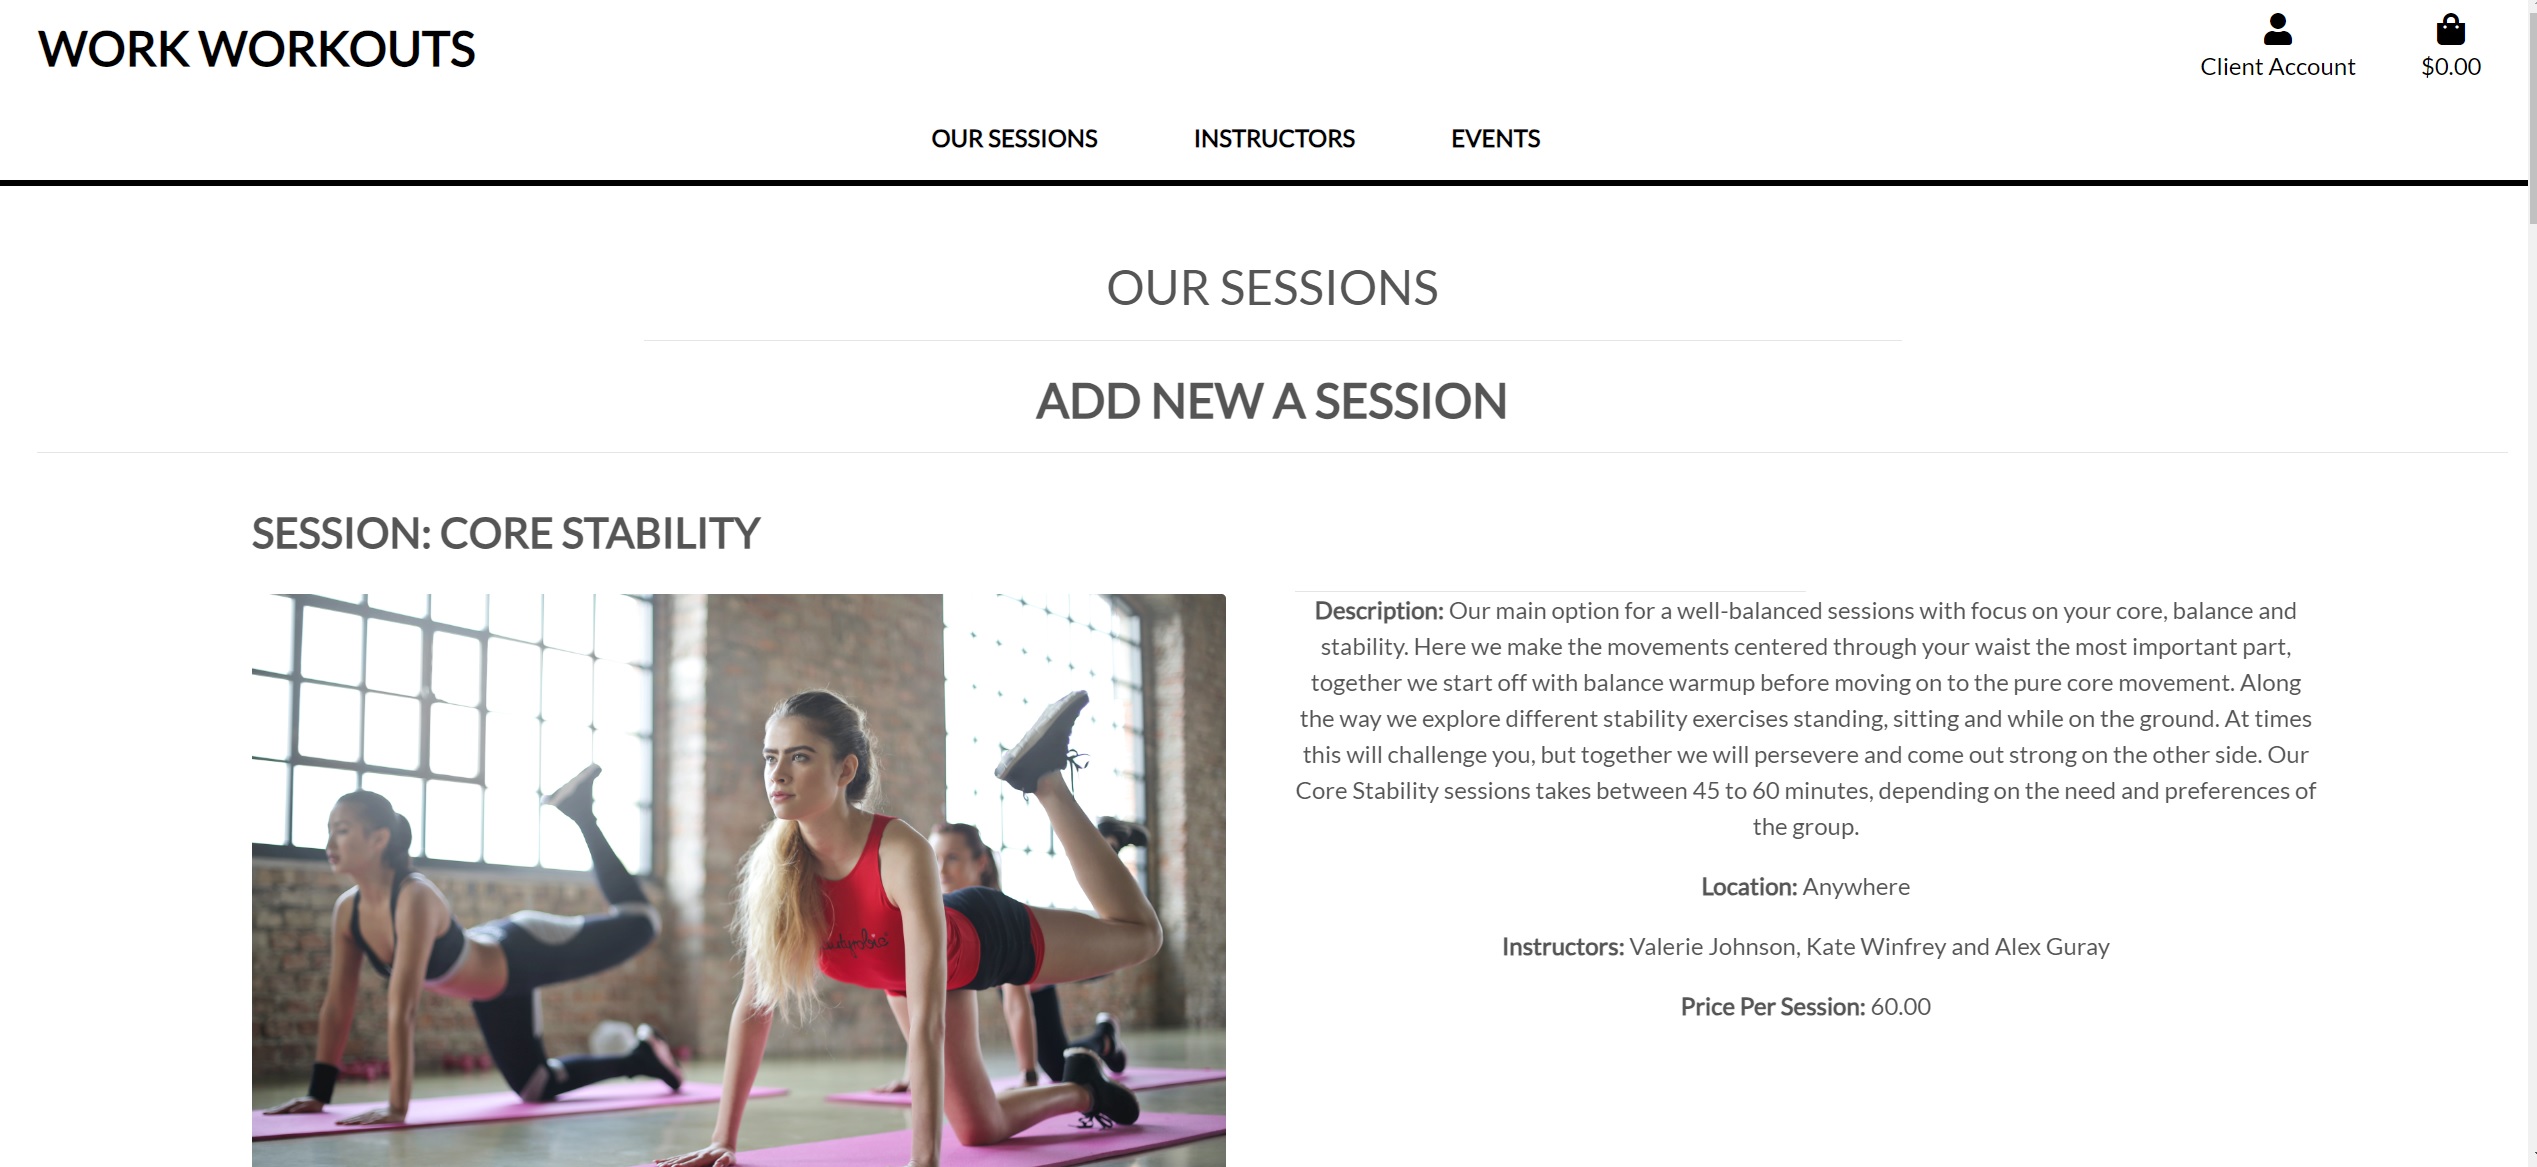 WORK WORKOUTS
Client Account
$0.00
OUR SESSIONS
INSTRUCTORS
EVENTS
OUR SESSIONS
ADD NEW A SESSION
SESSION: CORE STABILITY
Description: Our main option for a well-balanced sessions with focus on your core, balance and
stability. Here we make the movements centered through your waist the most important part,
together we start off with balance warmup before moving on to the pure core movement. Along
the way we explore different stability exercises standing, sitting and while on the ground. At times
this will challenge you, but together we will persevere and come out strong on the other side. Our
Core Stability sessions takes between 45 to 60 minutes, depending on the need and preferences of
the group.
Location: Anywhere
Instructors: Valerie Johnson, Kate Winfrey and Alex Guray
Price Per Session: 60.00